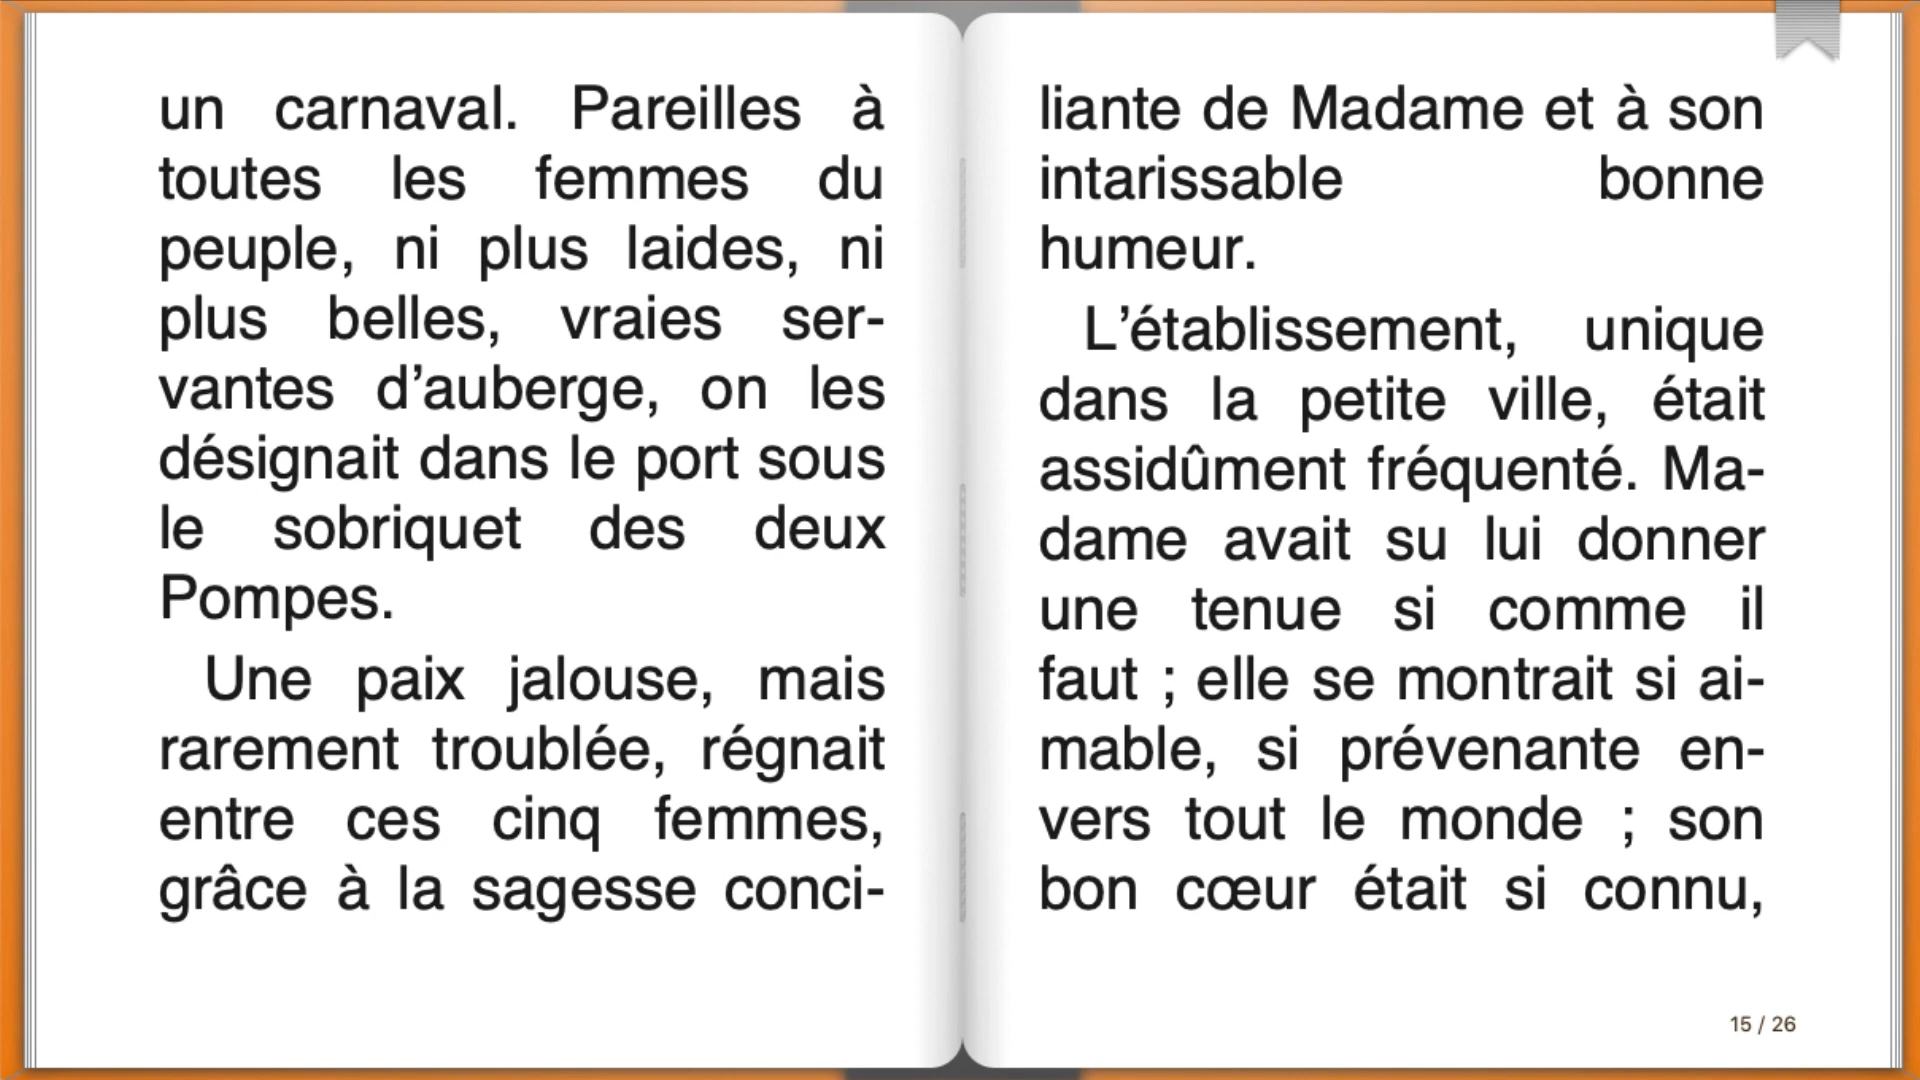 un carnaval. Pareilles à
toutes les femmes du
peuple, ni plus laides, ni
plus belles, vraies ser-
vantes d’auberge, on les
désignait dans le port sous
le sobriquet des deux
Pompes.
Une paix jalouse, mais
rarement troublée, régnait
entre ces cinq femmes,
grâce à la sagesse conci-
liante de Madame et à son
intarissable bonne
humeur.
L’établissement, unique
dans la petite ville, était
assidûment fréquenté. Ma-
dame avait su lui donner
une tenue si comme il
faut ; elle se montrait si ai-
mable, si prévenante en-
vers tout le monde ; son
bon cœur était si connu,
15 / 26